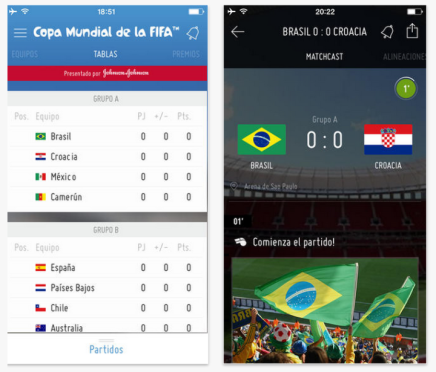 18:51
Copa Mundial de la FIFA™
EQUIPOS TABLAS PREMIOS
Presentado por Johnson&Johnson
GRUPO A
Pos. Equipo PJ +/- Pts.
Brasil 0 0 0
Croacia 0 0 0
México 0 0 0
Camerún 0 0 0
GRUPO B
Pos. Equipo PJ +/- Pts.
España 0 0 0
Países Bajos 0 0 0
Chile 0 0 0
Australia 0 0 0
Partidos
20:22
BRASIL 0 : 0 CROACIA
MATCHCAST ALINEACIONES
1'
Grupo A
0 : 0
BRASIL CROACIA
Arena de Sao Paulo
01'
Comienza el partido!